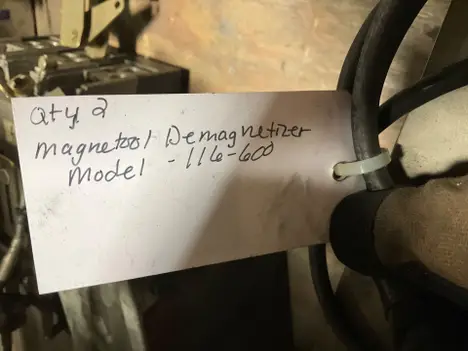 Qty 2
Magnetool Demagnetizer
Model - 116-600